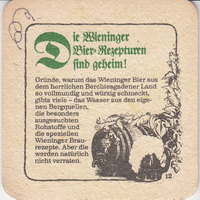 Die Wieninger
Bier-Rezepturen
sind geheim!
Gründe, warum das Wieninger Bier aus
dem herrlichen Berchtesgadener Land
so vollmundig und würzig schmeckt,
gibts viele – das Wasser aus den eige-
nen Bergquellen,
die besonders
ausgesuchten
Rohstoffe und
die speziellen
Wieninger Brau-
rezepte. Aber die
werden natürlich
nicht verraten.
12